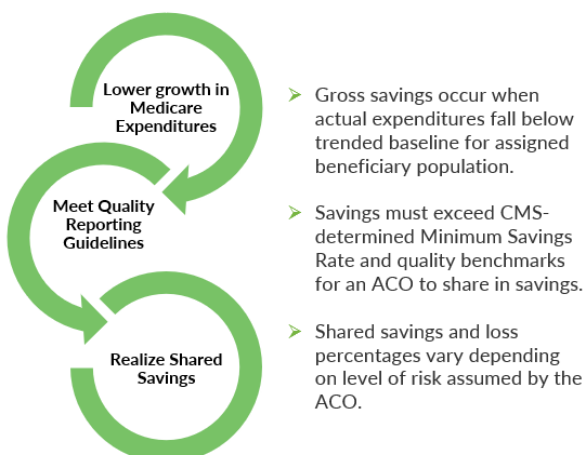 Lower growth in
Medicare
Expenditures
➢ Gross savings occur when
actual expenditures fall below
trended baseline for assigned
beneficiary population.
Meet Quality
Reporting
Guidelines
➢ Savings must exceed CMS-
determined Minimum Savings
Rate and quality benchmarks
for an ACO to share in savings.
Realize Shared
Savings
➢ Shared savings and loss
percentages vary depending
on level of risk assumed by the
ACO.